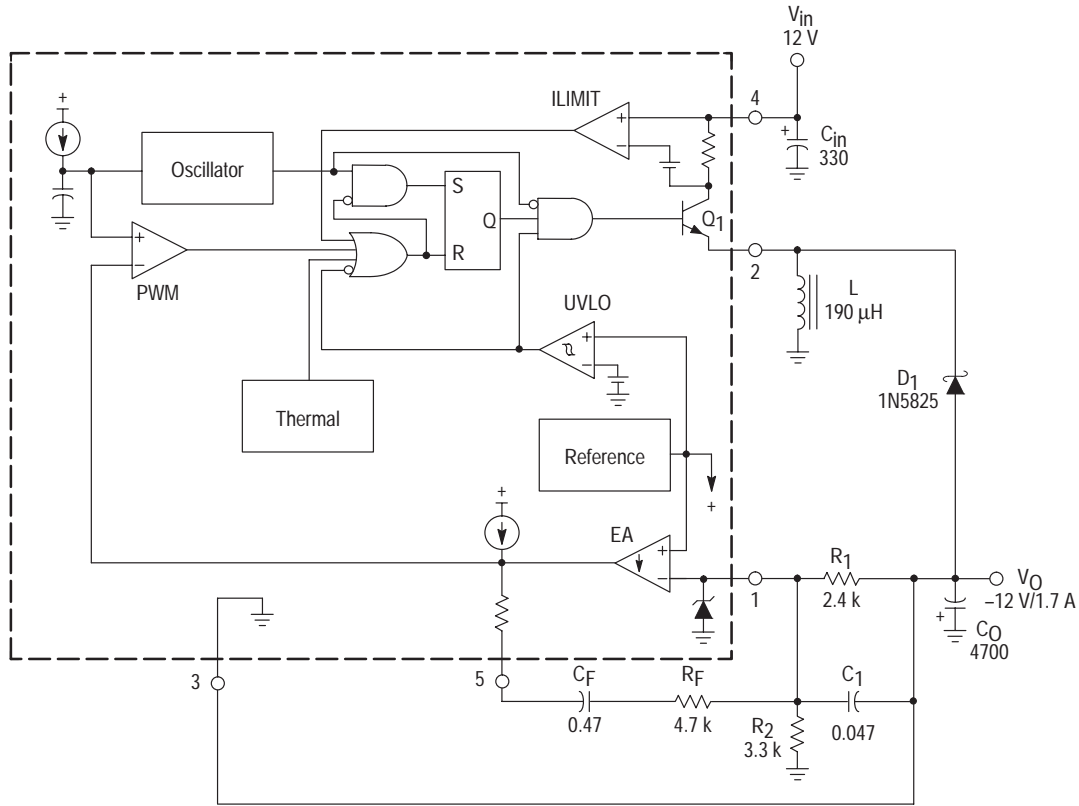 Vin
12 V
+
ILIMIT
4
+
–
+
Cin
330
Oscillator
S
Q
R
Q1
+
–
PWM
2
L
190 µH
UVLO
+
–
D1
1N5825
Thermal
Reference
+
+
EA
+
–
1
R1
2.4 k
VO
–12 V/1.7 A
+
CO
4700
3
5
CF
0.47
RF
4.7 k
R2
3.3 k
C1
0.047